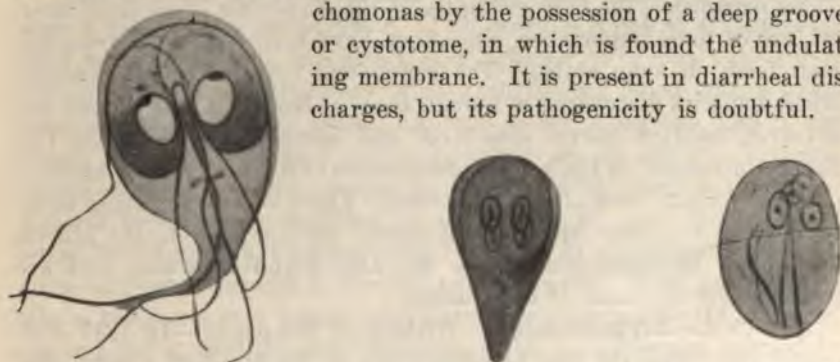 chomonas by the possession of a deep groove
or cystotome, in which is found the undulat-
ing membrane. It is present in diarrheal dis-
charges, but its pathogenicity is doubtful.